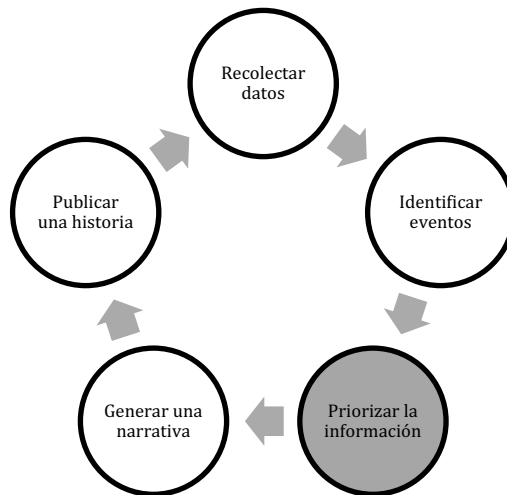 Recolectar
datos
Identificar
eventos
Priorizar la
información
Generar una
narrativa
Publicar
una historia